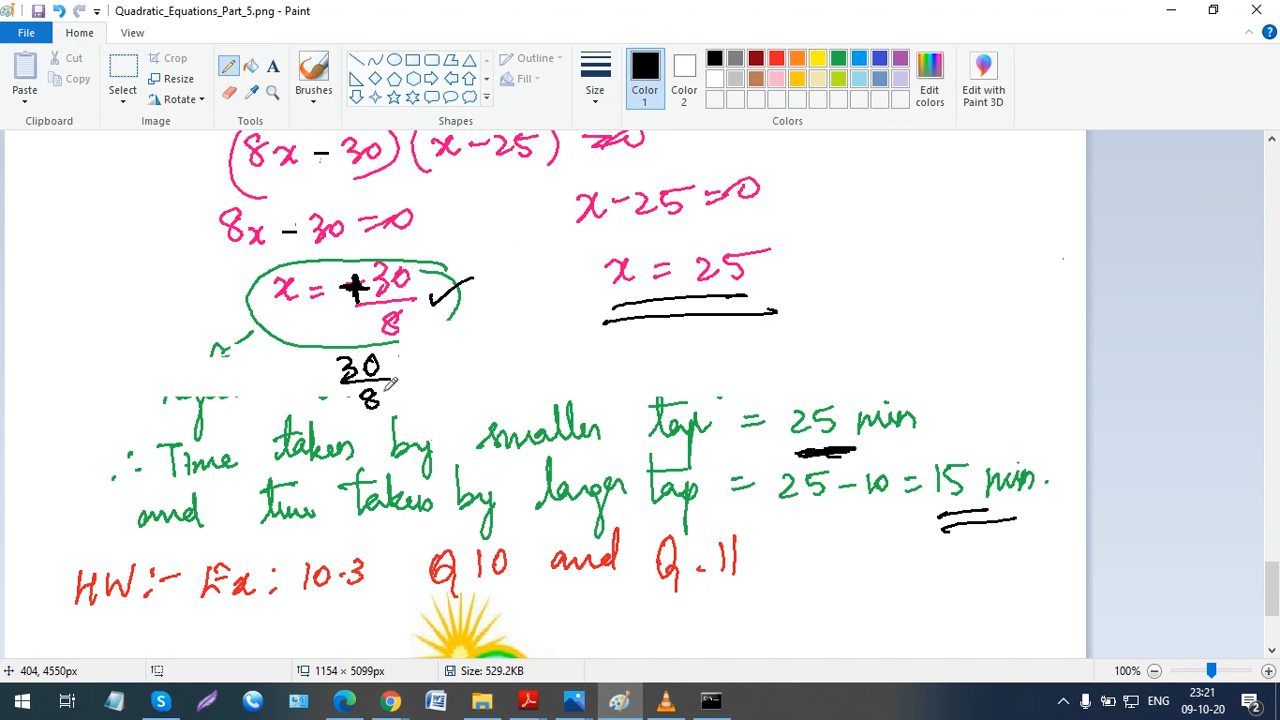 Quadratic_Equations_Part_5.png - Paint
File Home View
Paste Cut Copy Clipboard
Select Crop Resize Rotate Image
Tools
Brushes
Outline Fill Shapes
Size
Color 1 Color 2 Edit colors Edit with Paint 3D Colors
(8x - 30) (x - 25) = 0
8x - 30 = 0
x - 25 = 0
x = + 30/8
x = 25
30/8
∴ Time taken by smaller tap = 25 min
and time taken by larger tap = 25 - 10 = 15 min.
HW:- Ex: 10.3 Q 10 and Q. 11
404, 4550px 1154 × 5099px Size: 529.2KB 100%
ENG 23:21 09-10-20 2